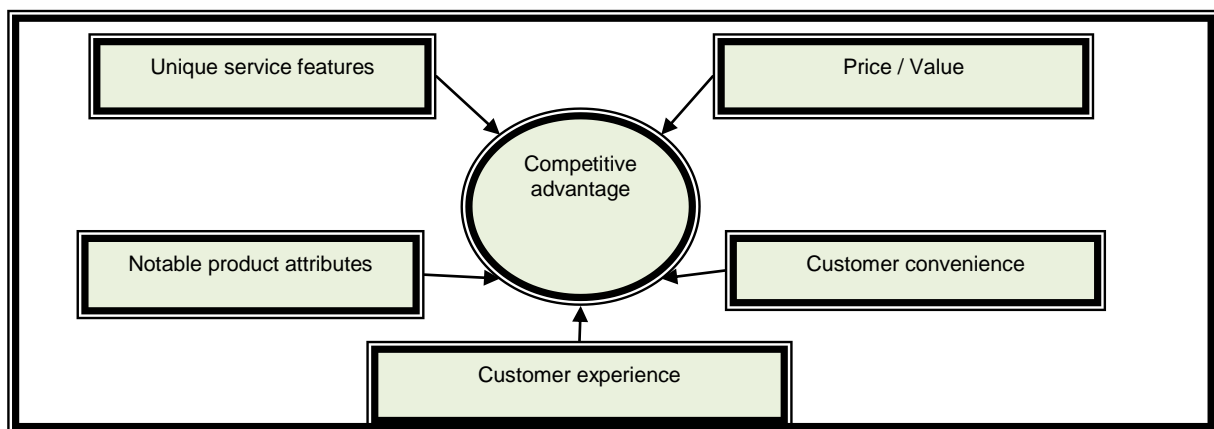 Unique service features
Price / Value
Competitive
advantage
Notable product attributes
Customer convenience
Customer experience